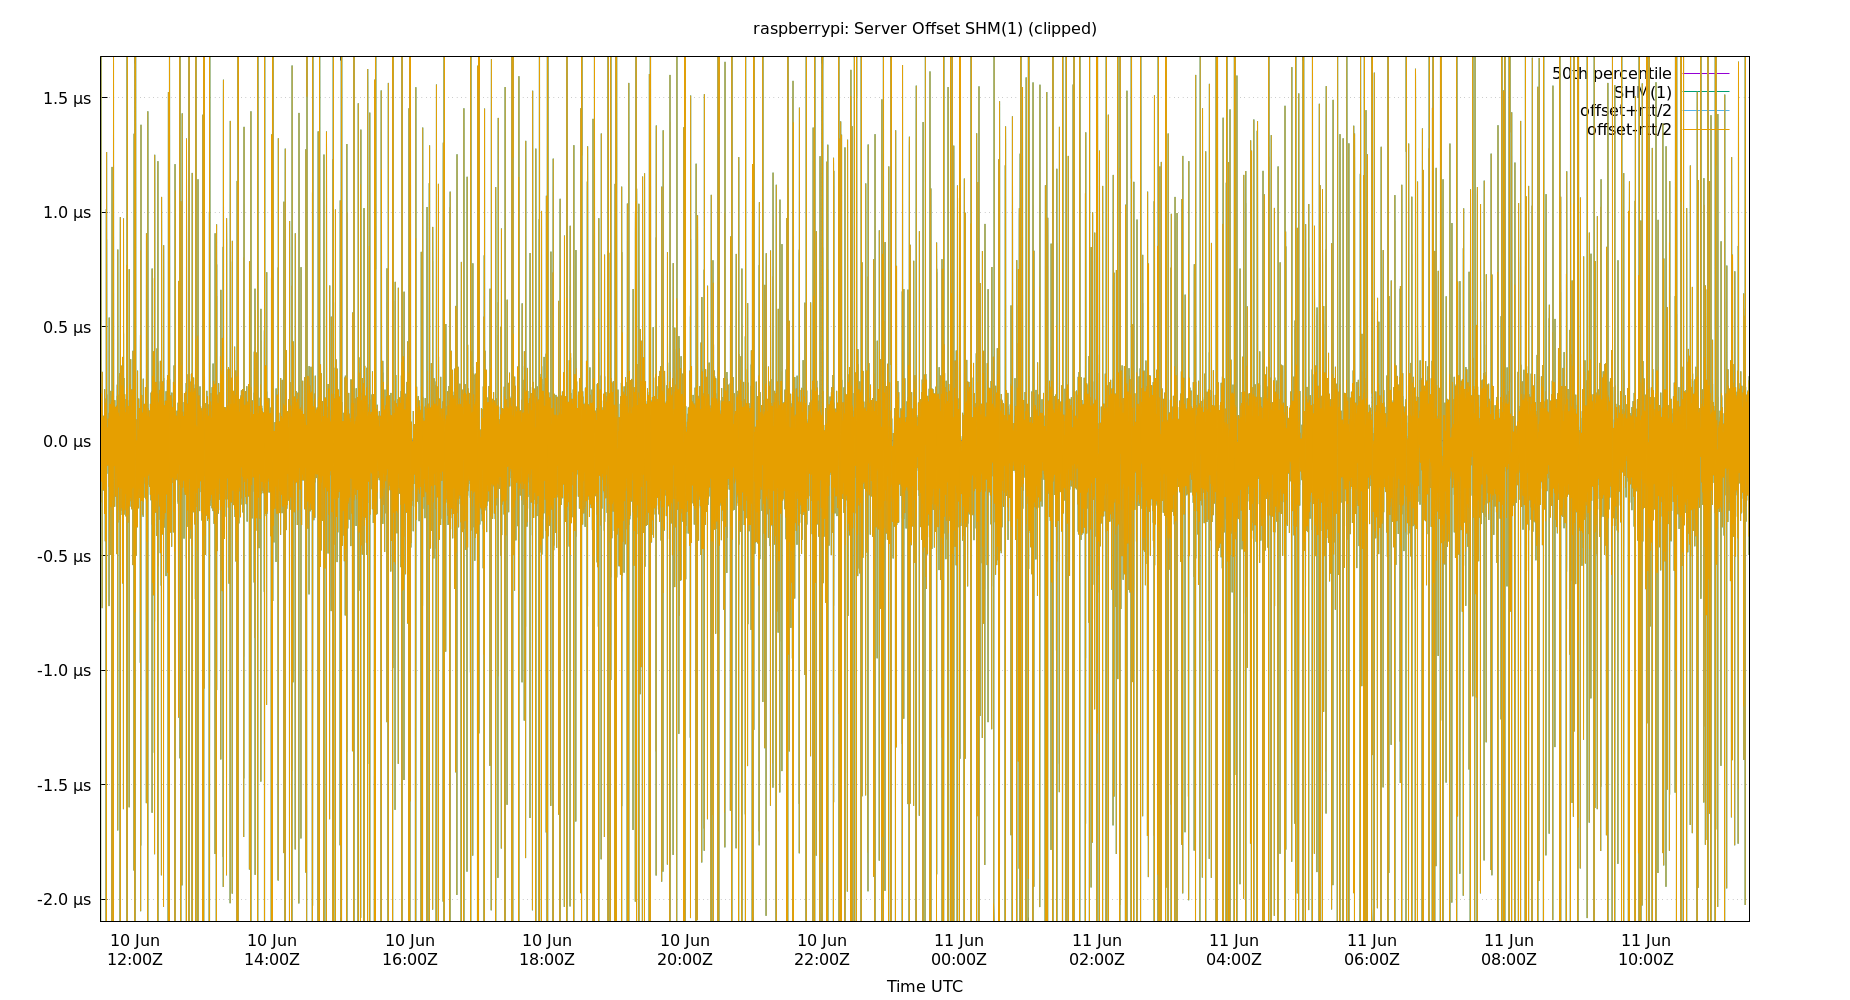 raspberrypi: Server Offset SHM(1) (clipped)
50th percentile
SHM(1)
offset+rtt/2
offset-rtt/2
1.5 µs
1.0 µs
0.5 µs
0.0 µs
-0.5 µs
-1.0 µs
-1.5 µs
-2.0 µs
10 Jun 10 Jun 10 Jun 10 Jun 10 Jun 10 Jun 11 Jun 11 Jun 11 Jun 11 Jun 11 Jun 11 Jun
12:00Z 14:00Z 16:00Z 18:00Z 20:00Z 22:00Z 00:00Z 02:00Z 04:00Z 06:00Z 08:00Z 10:00Z
Time UTC